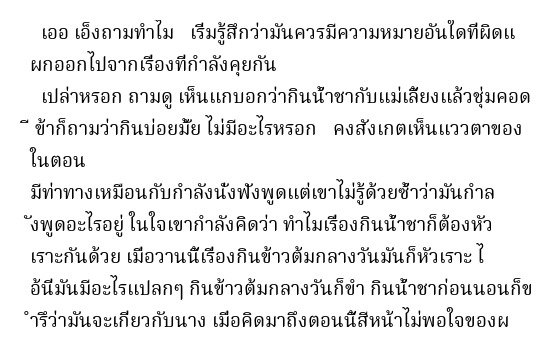 เออ เอ็งถามทำไม   เริ่มรู้สึกว่ามันควรมีความหมายอันใดที่ผิดแ
ผกออกไปจากเรื่องที่กำลังคุยกัน
เปล่าหรอก ถามดู เห็นแกบอกว่ากินน้ำชากับแม่เลี้ยงแล้วชุ่มคอด
ี ข้าก็ถามว่ากินบ่อยมั้ย ไม่มีอะไรหรอก   คงสังเกตเห็นแววตาของ
ในตอน
มีท่าทางเหมือนกับกำลังนั่งฟังพูดแต่เขาไม่รู้ด้วยซ้ำว่ามันกำล
ังพูดอะไรอยู่ ในใจเขากำลังคิดว่า ทำไมเรื่องกินน้ำชาก็ต้องหัว
เราะกันด้วย เมื่อวานนี้เรื่องกินข้าวต้มกลางวันมันก็หัวเราะ ไ
อ้นี่มันมีอะไรแปลกๆ กินข้าวต้มกลางวันก็ขำ กินน้ำชาก่อนนอนก็ข
ำรึว่ามันจะเกี่ยวกับนาง เมื่อคิดมาถึงตอนนี้สีหน้าไม่พอใจของผ